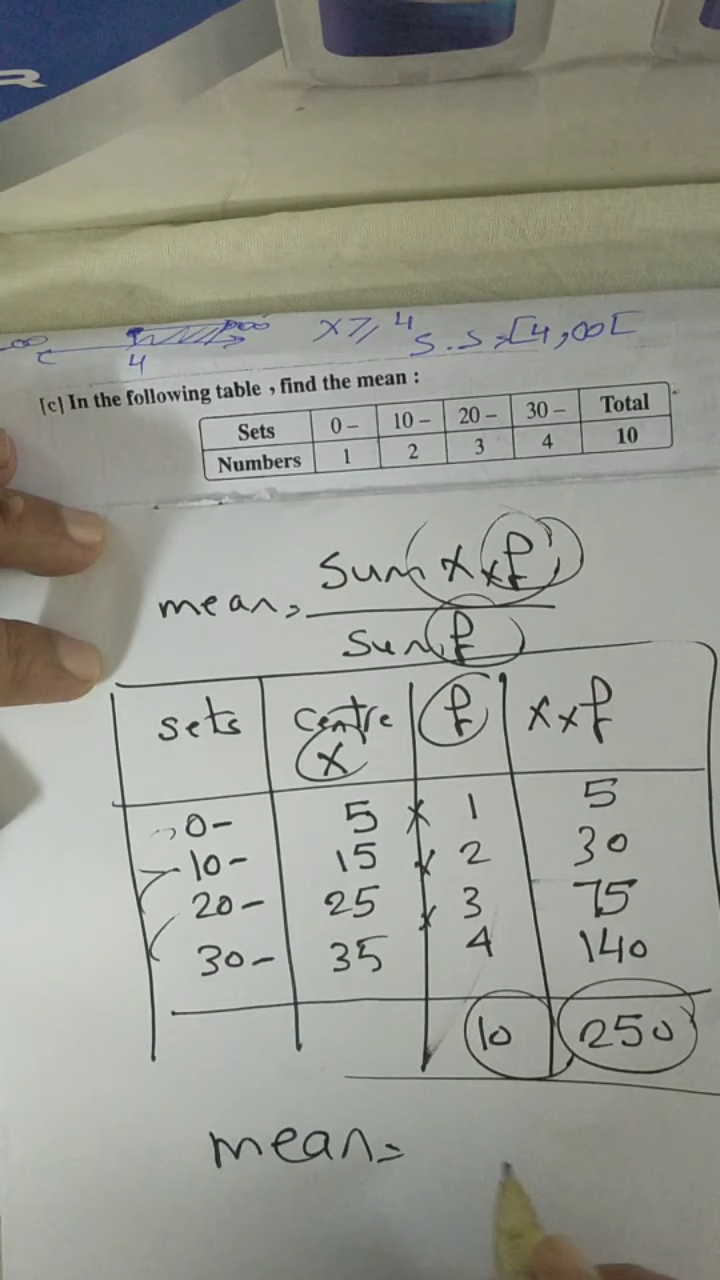 R
∞ 4 ∞ x ≥ 4 S.S = [4, ∞[
[c] In the following table , find the mean :
Sets 0 – 10 – 20 – 30 – Total
Numbers 1 2 3 4 10
mean = sum x × f
sum f
sets centre x f x × f
0 – 5 × 1 5
10 – 15 × 2 30
20 – 25 × 3 75
30 – 35 4 140
10 250
mean =